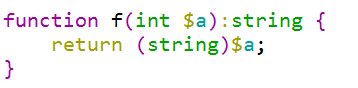 function f(int $a):string {
    return (string)$a;
}